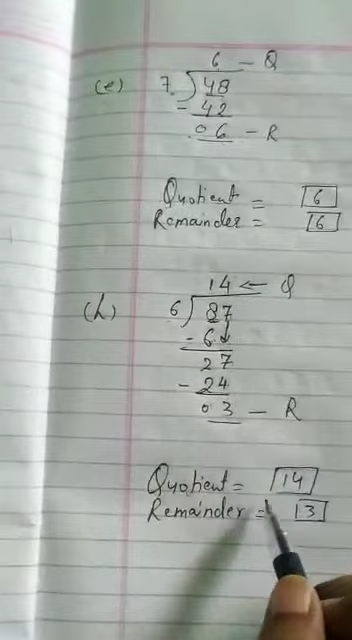 6 - Q
(e) 7 ) 48
- 42
06 - R
Quotient = 6
Remainder = 6
14 ← Q
(h) 6 ) 87
- 6↓
27
- 24
03 - R
Quotient = 14
Remainder = 3